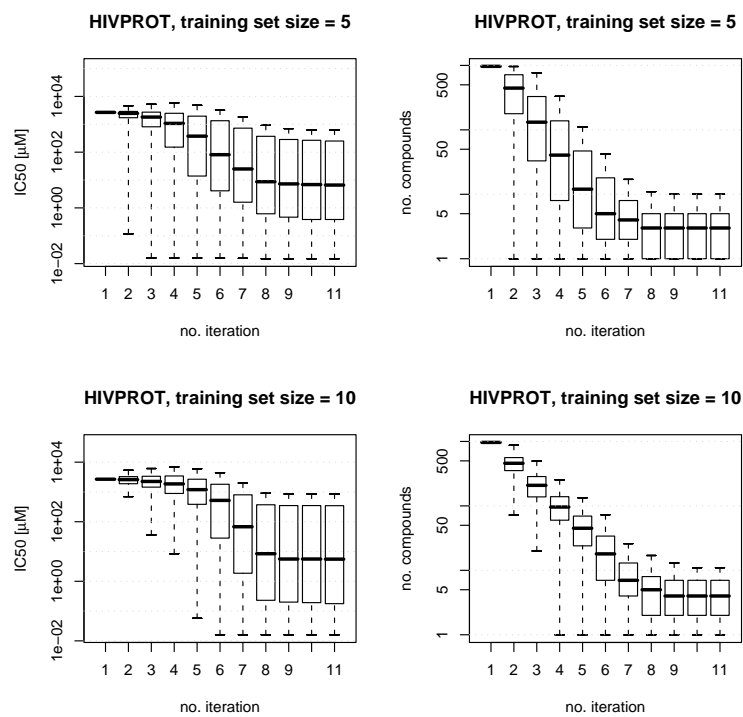 HIVPROT, training set size = 5
IC50 [µM]
1e+04
1e+02
1e+00
1e−02
1 2 3 4 5 6 7 8 9 11
no. iteration
HIVPROT, training set size = 5
no. compounds
500
50
5
1
1 2 3 4 5 6 7 8 9 11
no. iteration
HIVPROT, training set size = 10
IC50 [µM]
1e+04
1e+02
1e+00
1e−02
1 2 3 4 5 6 7 8 9 11
no. iteration
HIVPROT, training set size = 10
no. compounds
500
50
5
1
1 2 3 4 5 6 7 8 9 11
no. iteration